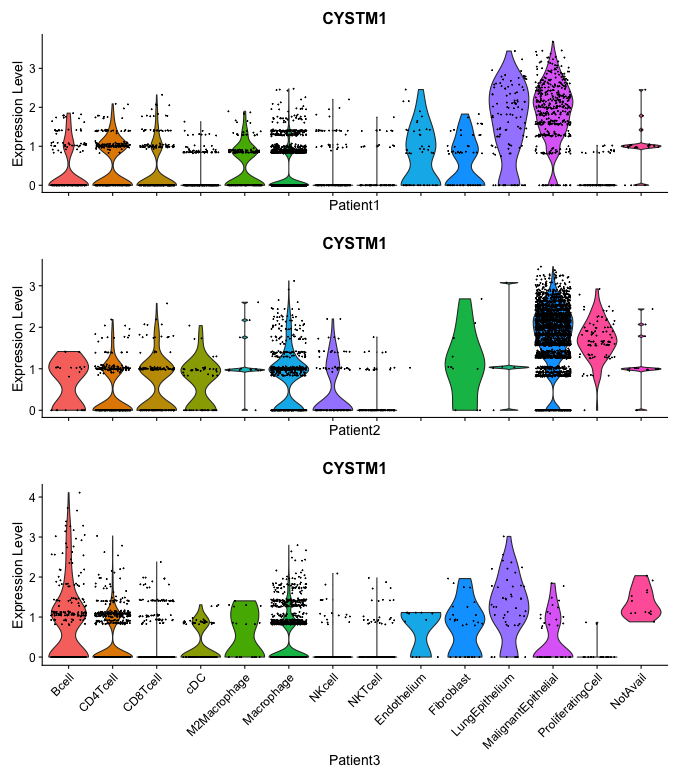 CYSTM1
Expression Level
3
2
1
0
Patient1
CYSTM1
Expression Level
3
2
1
0
Patient2
CYSTM1
Expression Level
4
3
2
1
0
Bcell
CD4Tcell
CD8Tcell
cDC
M2Macrophage
Macrophage
NKcell
NKTcell
Endothelium
Fibroblast
LungEpithelium
MalignantEpithelial
ProliferatingCell
NotAvail
Patient3